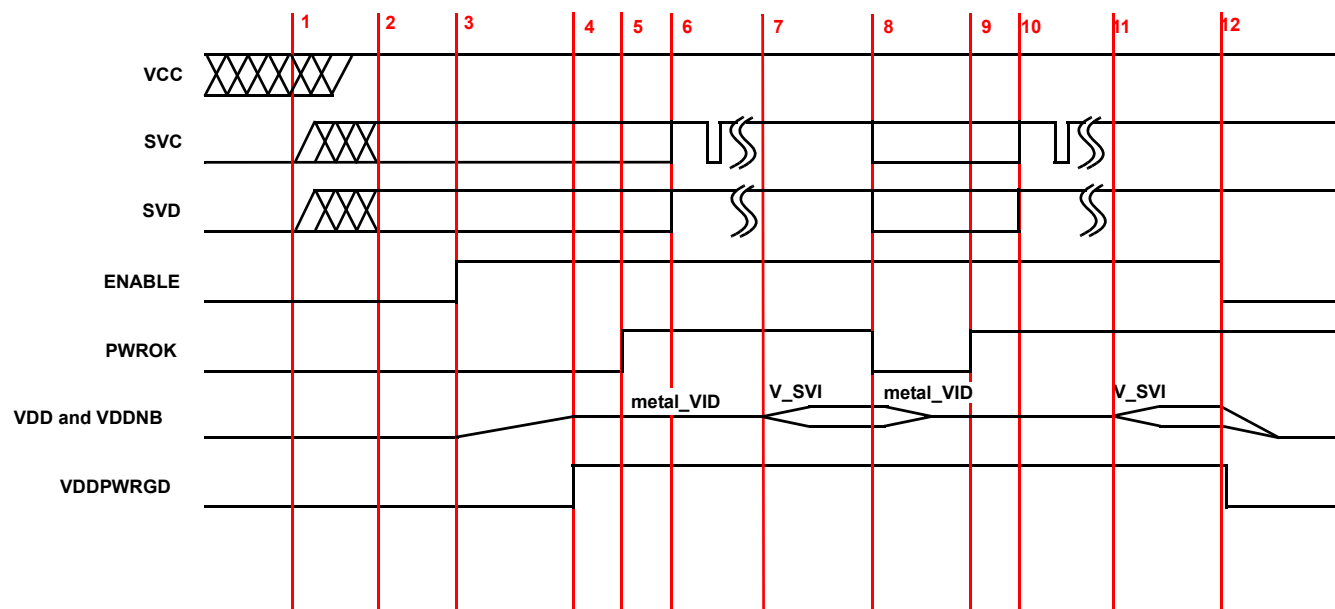 1 2 3 4 5 6 7 8 9 10 11 12
VCC
SVC
SVD
ENABLE
PWROK
metal_VID V_SVI metal_VID V_SVI
VDD and VDDNB
VDDPWRGD